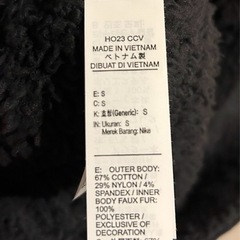 HO23 CCV
MADE IN VIETNAM
ベトナム製
DIBUAT DI VIETNAM
E: S
C: S
K: 호칭(Generic): S
IN: Ukuran: S
Merek Barang: Nike
E: OUTER BODY:
67% COTTON /
29% NYLON / 4%
SPANDEX / INNER
BODY FAUX FUR:
100%
POLYESTER /
EXCLUSIVE OF
DECORATION